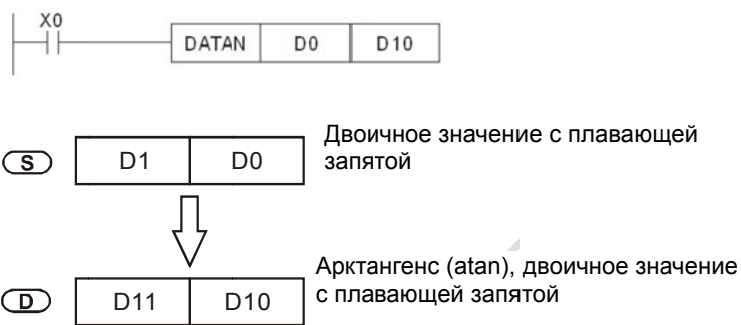 X0
DATAN D0 D10
Двоичное значение с плавающей
запятой
S D1 D0
Арктангенс (atan), двоичное значение
с плавающей запятой
D D11 D10